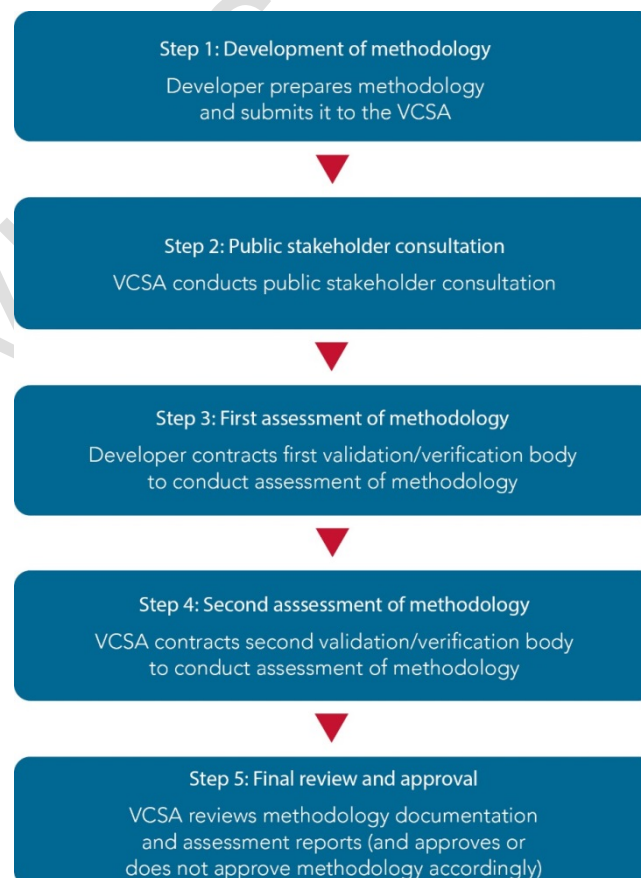 Step 1: Development of methodology
Developer prepares methodology
and submits it to the VCSA
Step 2: Public stakeholder consultation
VCSA conducts public stakeholder consultation
Step 3: First assessment of methodology
Developer contracts first validation/verification body
to conduct assessment of methodology
Step 4: Second asssessment of methodology
VCSA contracts second validation/verification body
to conduct assessment of methodology
Step 5: Final review and approval
VCSA reviews methodology documentation
and assessment reports (and approves or
does not approve methodology accordingly)